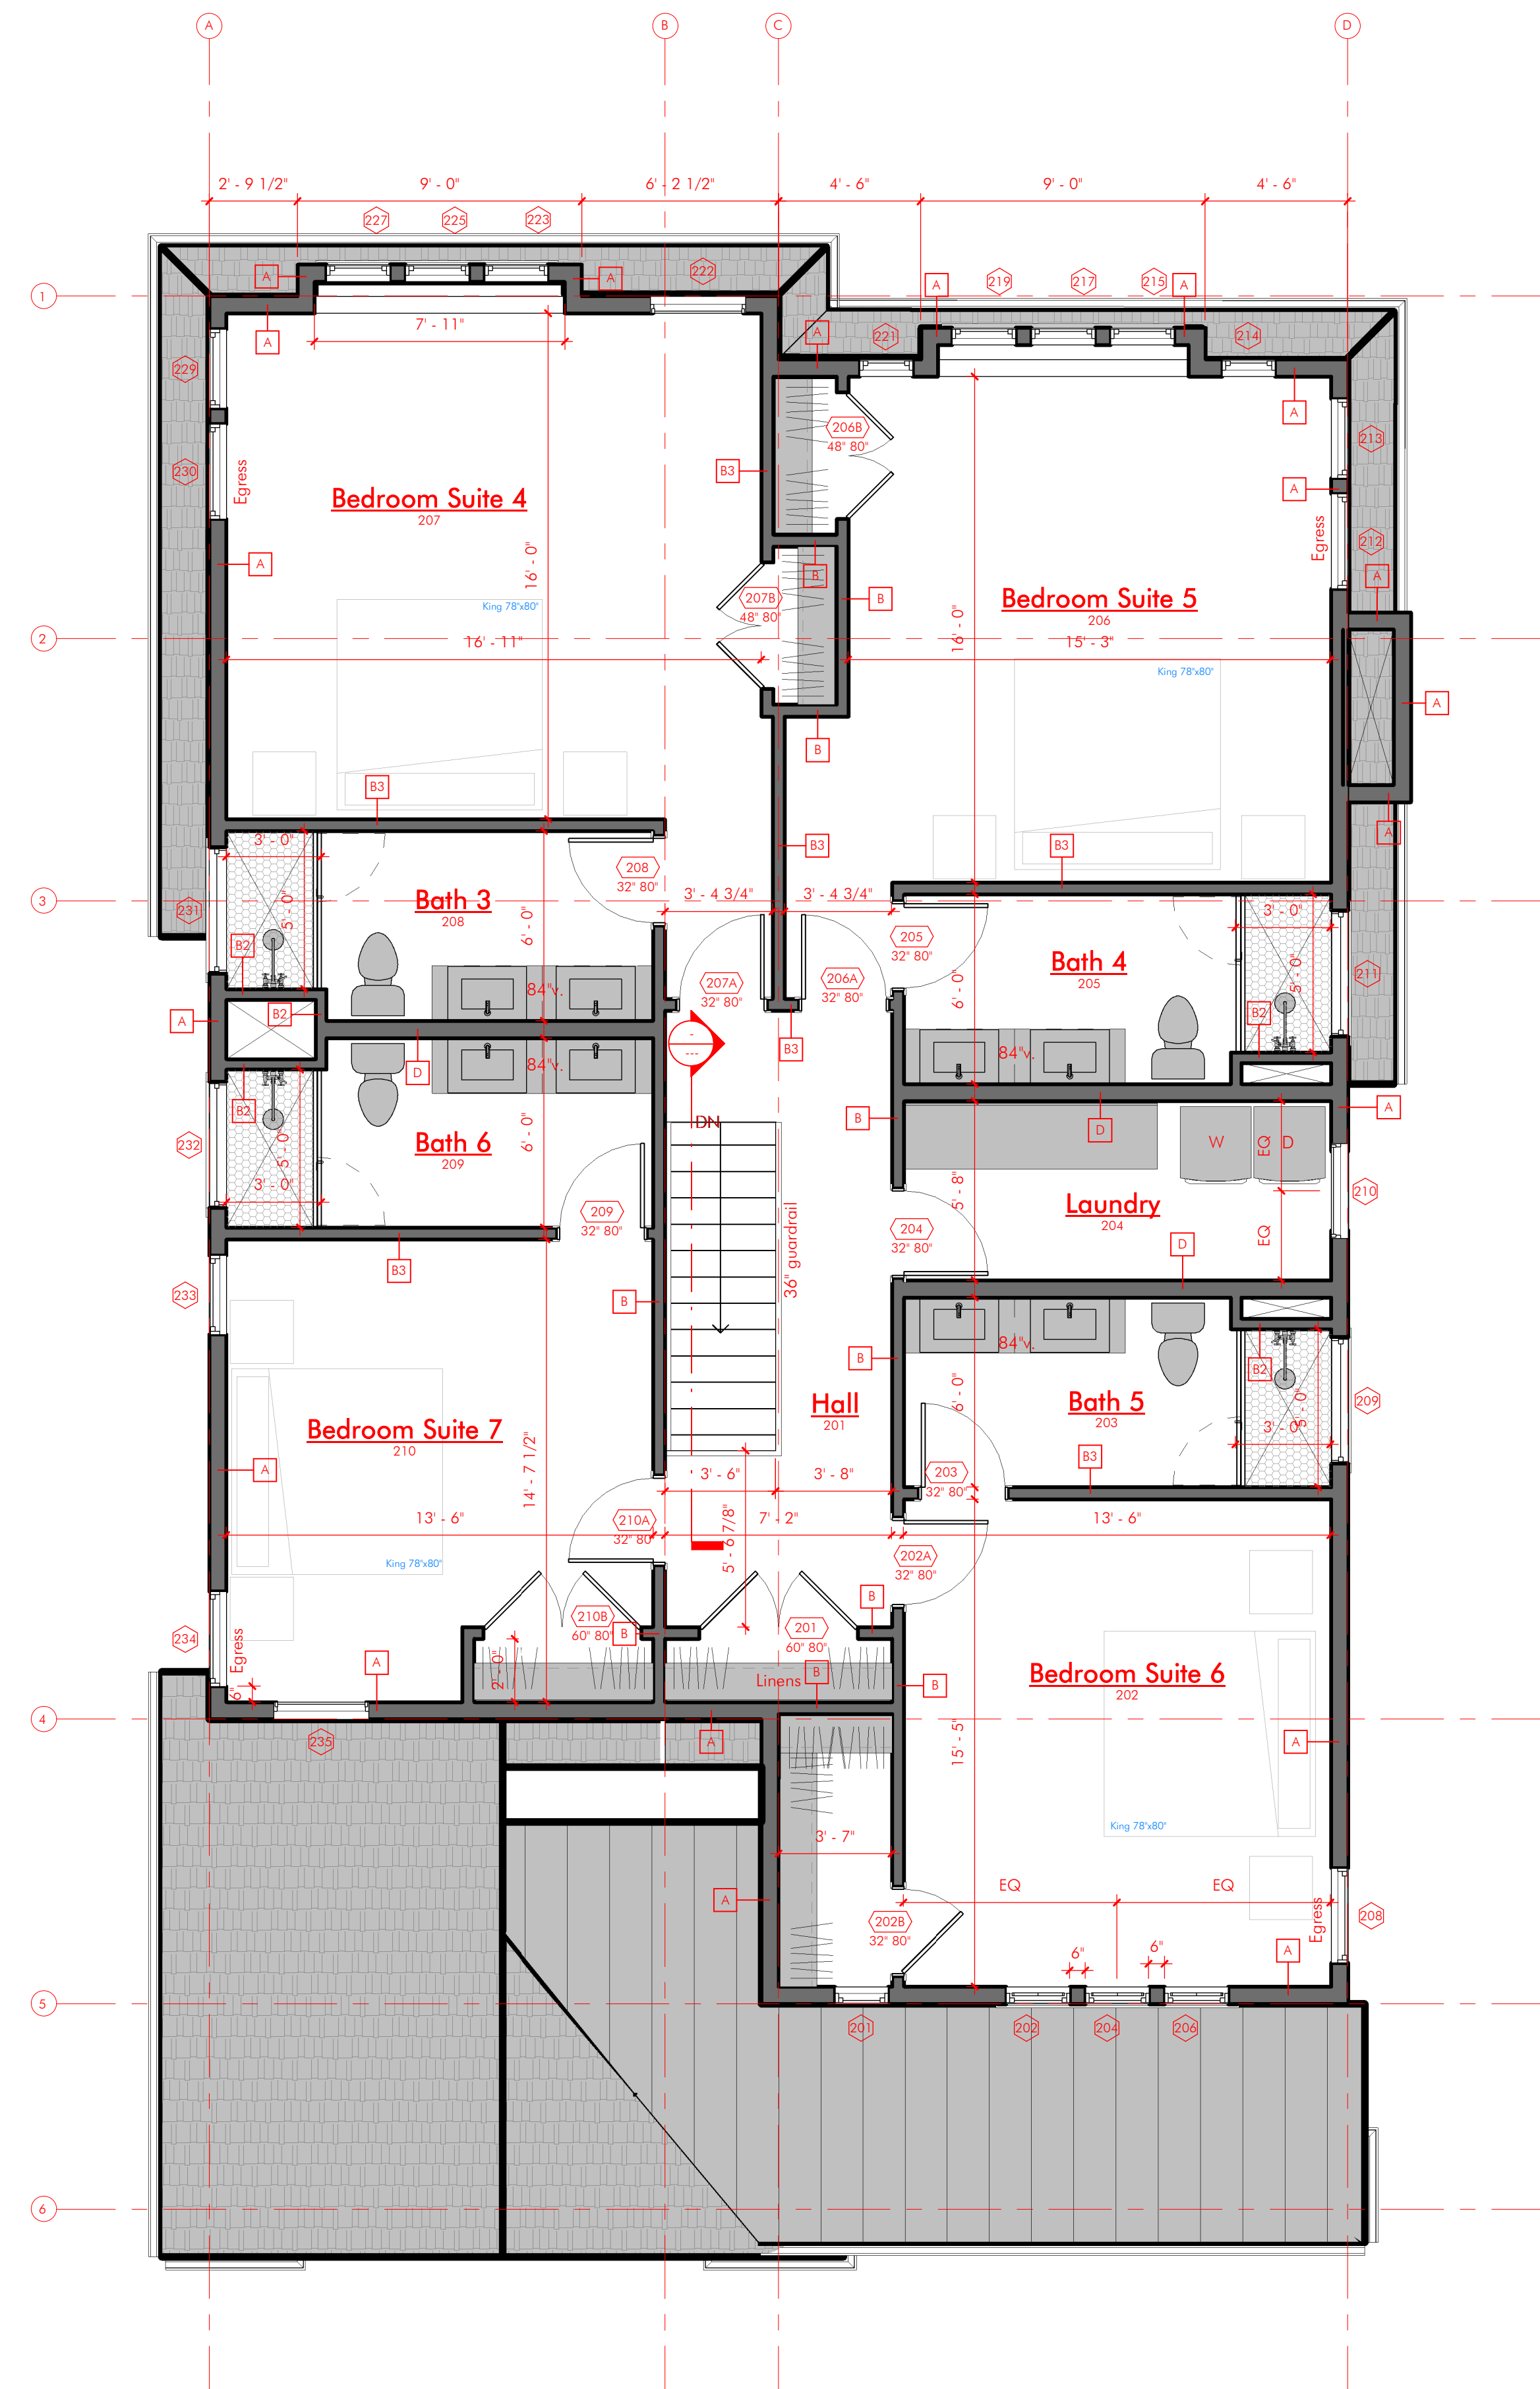 A B C D
2' - 9 1/2" 9' - 0" 6' - 2 1/2" 4' - 6" 9' - 0" 4' - 6"
227 225 223
222
A A
219 217 215
A A
1
221 214
A
7' - 11"
A
229
A
206B
48" 80"
213
230
Egress
B3
A
Bedroom Suite 4
207
Egress
212
16' - 0"
A
B
A
King 78"x80"
207B
48" 80"
B
Bedroom Suite 5
206
2
16' - 11"
16' - 0"
15' - 3"
King 78"x80"
A
B
B3
3' - 0"
A
B3
B3
208
32" 80"
Bath 3
208
3' - 4 3/4"
3' - 4 3/4"
3
231
5' - 0"
6' - 0"
205
32" 80"
3' - 0"
B2
Bath 4
205
211
5' - 0"
84"v.
207A
32" 80"
206A
32" 80"
6' - 0"
A
B2
B2
-
---
B3
84"v.
84"v.
D
B2
A
B
DN
D
232
5' - 0"
Bath 6
209
6' - 0"
W
EQ
D
3' - 0"
5' - 8"
Laundry
204
210
209
32" 80"
204
32" 80"
EQ
36" guardrail
D
B3
233
B
84"v.
B
B2
Hall
201
6' - 0"
Bath 5
203
209
5' - 0"
3' - 0"
Bedroom Suite 7
210
14' - 7 1/2"
A
3' - 6"
3' - 8"
203
32" 80"
B3
13' - 6"
210A
32" 80"
7' - 2"
13' - 6"
5' - 6 7/8"
King 78"x80"
202A
32" 80"
B
210B
60" 80"
B
201
60" 80"
234
Egress
A
2' - 0"
Linens
B
B
Bedroom Suite 6
202
6"
4
235
A
15' - 5"
A
King 78"x80"
3' - 7"
EQ EQ
A
Egress
208
202B
32" 80"
6" 6"
A
5
201 202 204 206
6